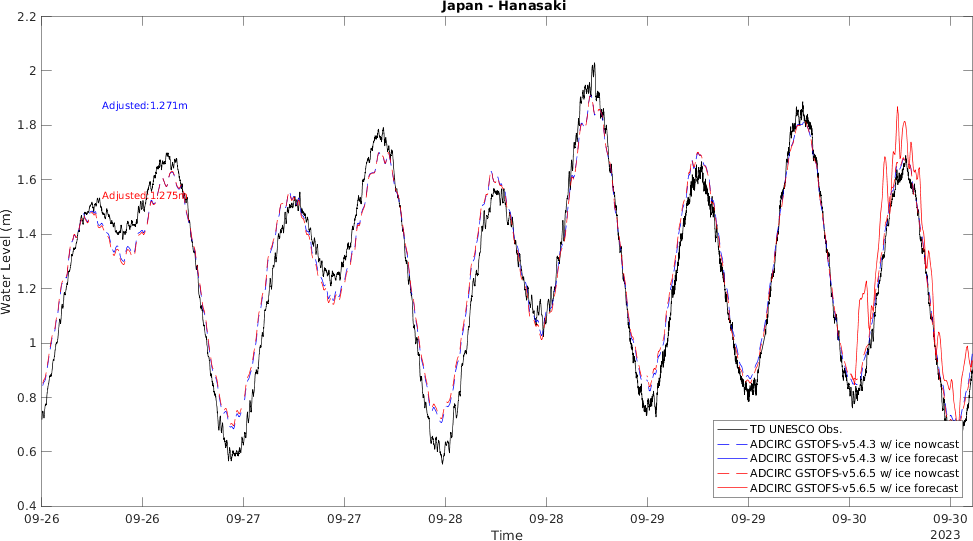 Japan - Hanasaki
2.2
2
1.8
1.6
1.4
1.2
1
0.8
0.6
0.4
Water Level (m)
Adjusted:1.271m
Adjusted:1.275m
TD UNESCO Obs.
ADCIRC GSTOFS-v5.4.3 w/ ice nowcast
ADCIRC GSTOFS-v5.4.3 w/ ice forecast
ADCIRC GSTOFS-v5.6.5 w/ ice nowcast
ADCIRC GSTOFS-v5.6.5 w/ ice forecast
09-26 09-26 09-27 09-27 09-28 09-28 09-29 09-29 09-30 09-30
2023
Time